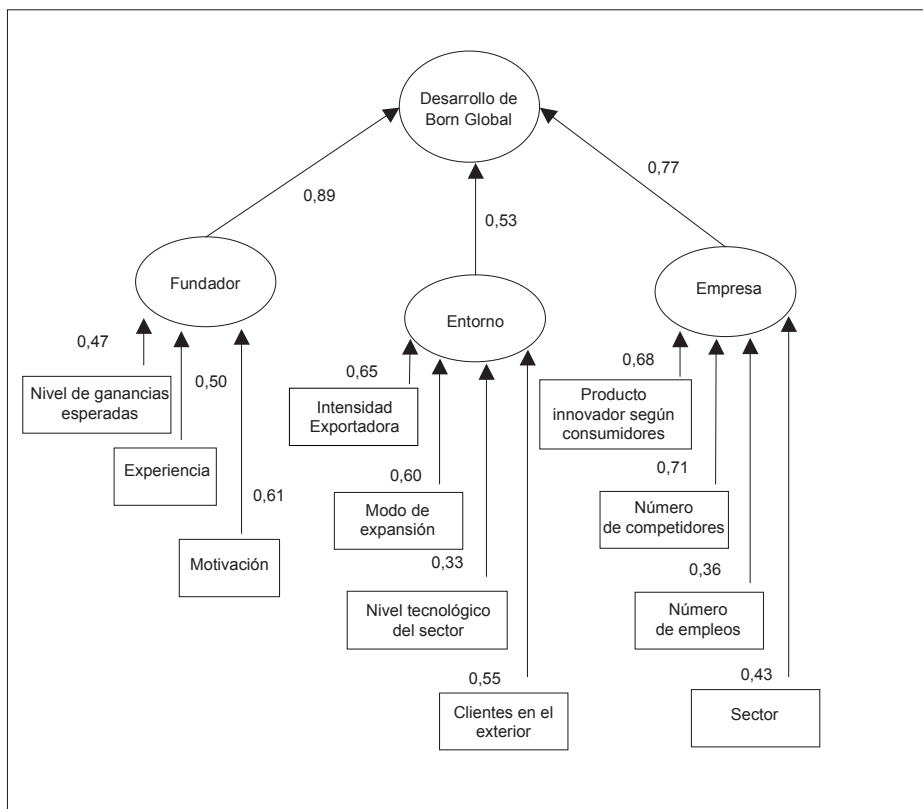 Desarrollo de
Born Global
0,89
0,53
0,77
Fundador
Entorno
Empresa
0,47
0,50
0,61
Nivel de ganancias
esperadas
Experiencia
Motivación
0,65
0,60
0,33
0,55
Intensidad
Exportadora
Modo de
expansión
Nivel tecnológico
del sector
Clientes en el
exterior
0,68
0,71
0,36
0,43
Producto
innovador según
consumidores
Número
de competidores
Número
de empleos
Sector